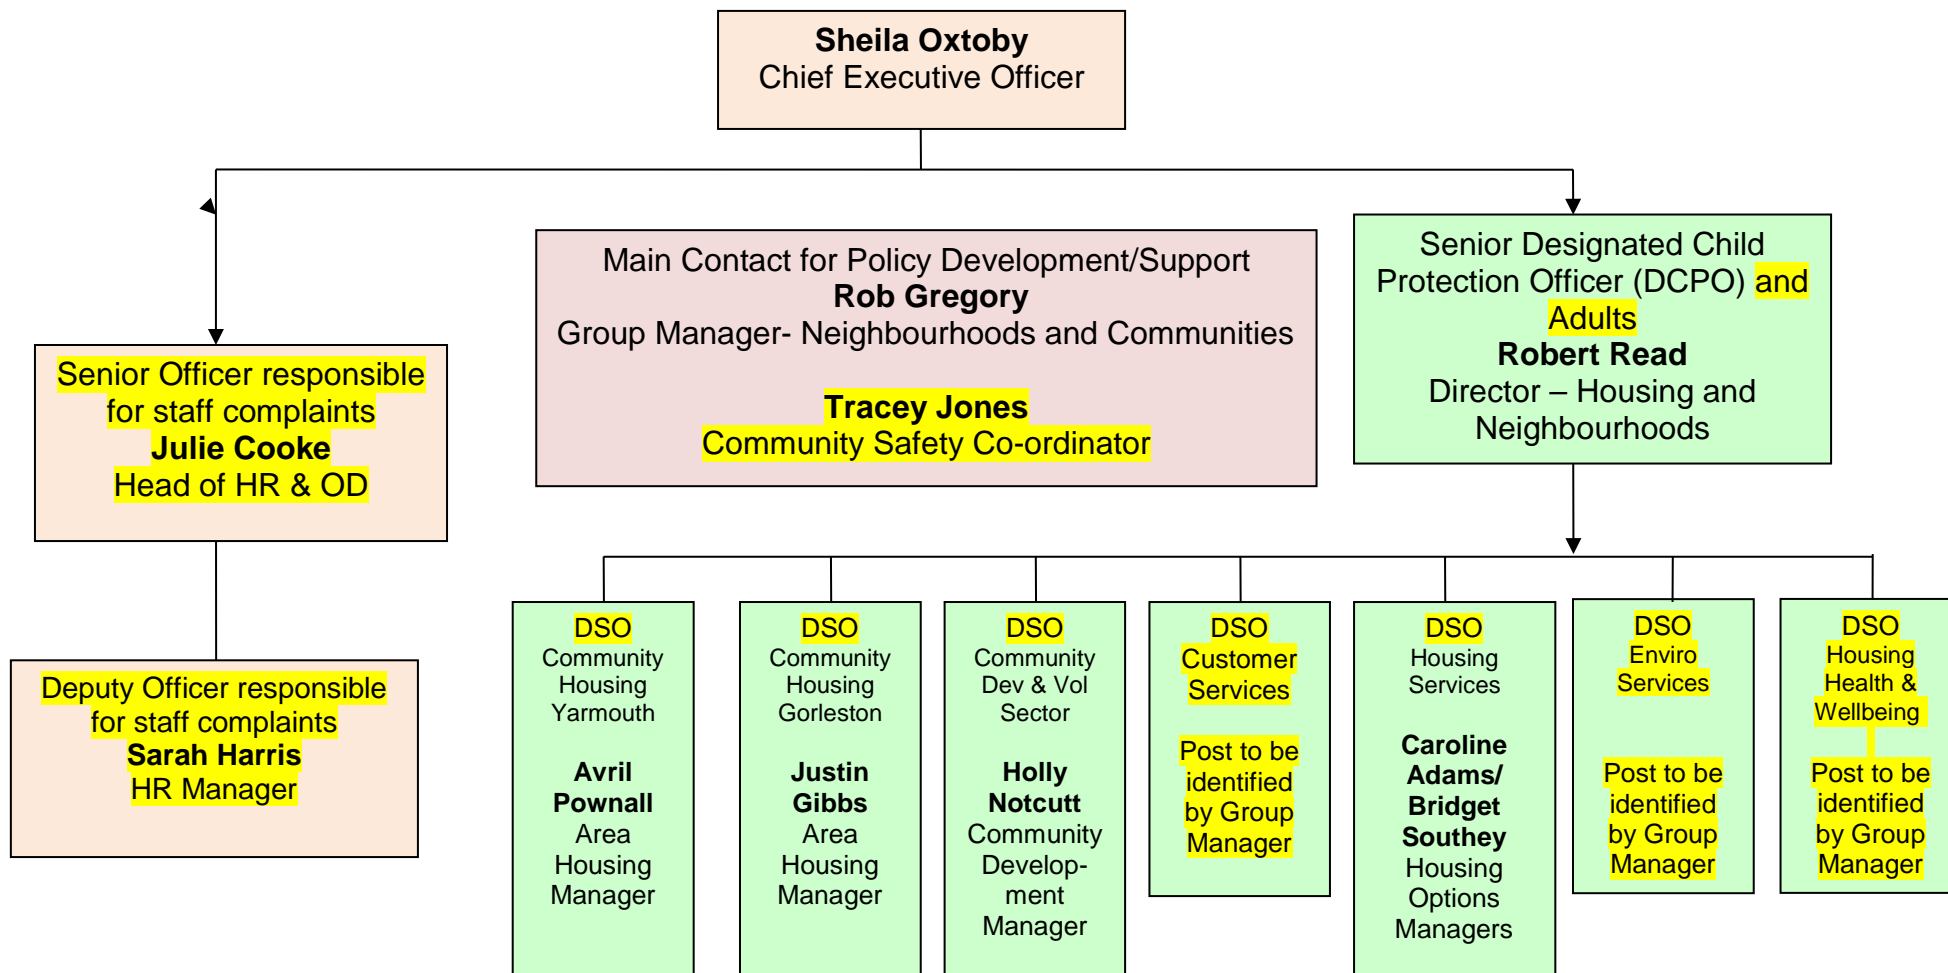 Sheila Oxtoby
Chief Executive Officer
Main Contact for Policy Development/Support
Rob Gregory
Group Manager- Neighbourhoods and Communities
Tracey Jones
Community Safety Co-ordinator
Senior Designated Child
Protection Officer (DCPO) and
Adults
Robert Read
Director – Housing and
Neighbourhoods
Senior Officer responsible
for staff complaints
Julie Cooke
Head of HR & OD
Deputy Officer responsible
for staff complaints
Sarah Harris
HR Manager
DSO
Community
Housing
Yarmouth
Avril
Pownall
Area
Housing
Manager
DSO
Community
Housing
Gorleston
Justin
Gibbs
Area
Housing
Manager
DSO
Community
Dev & Vol
Sector
Holly
Notcutt
Community
Develop-
ment
Manager
DSO
Customer
Services
Post to be
identified
by Group
Manager
DSO
Housing
Services
Caroline
Adams/
Bridget
Southey
Housing
Options
Managers
DSO
Enviro
Services
Post to be
identified
by Group
Manager
DSO
Housing
Health &
Wellbeing
Post to be
identified
by Group
Manager